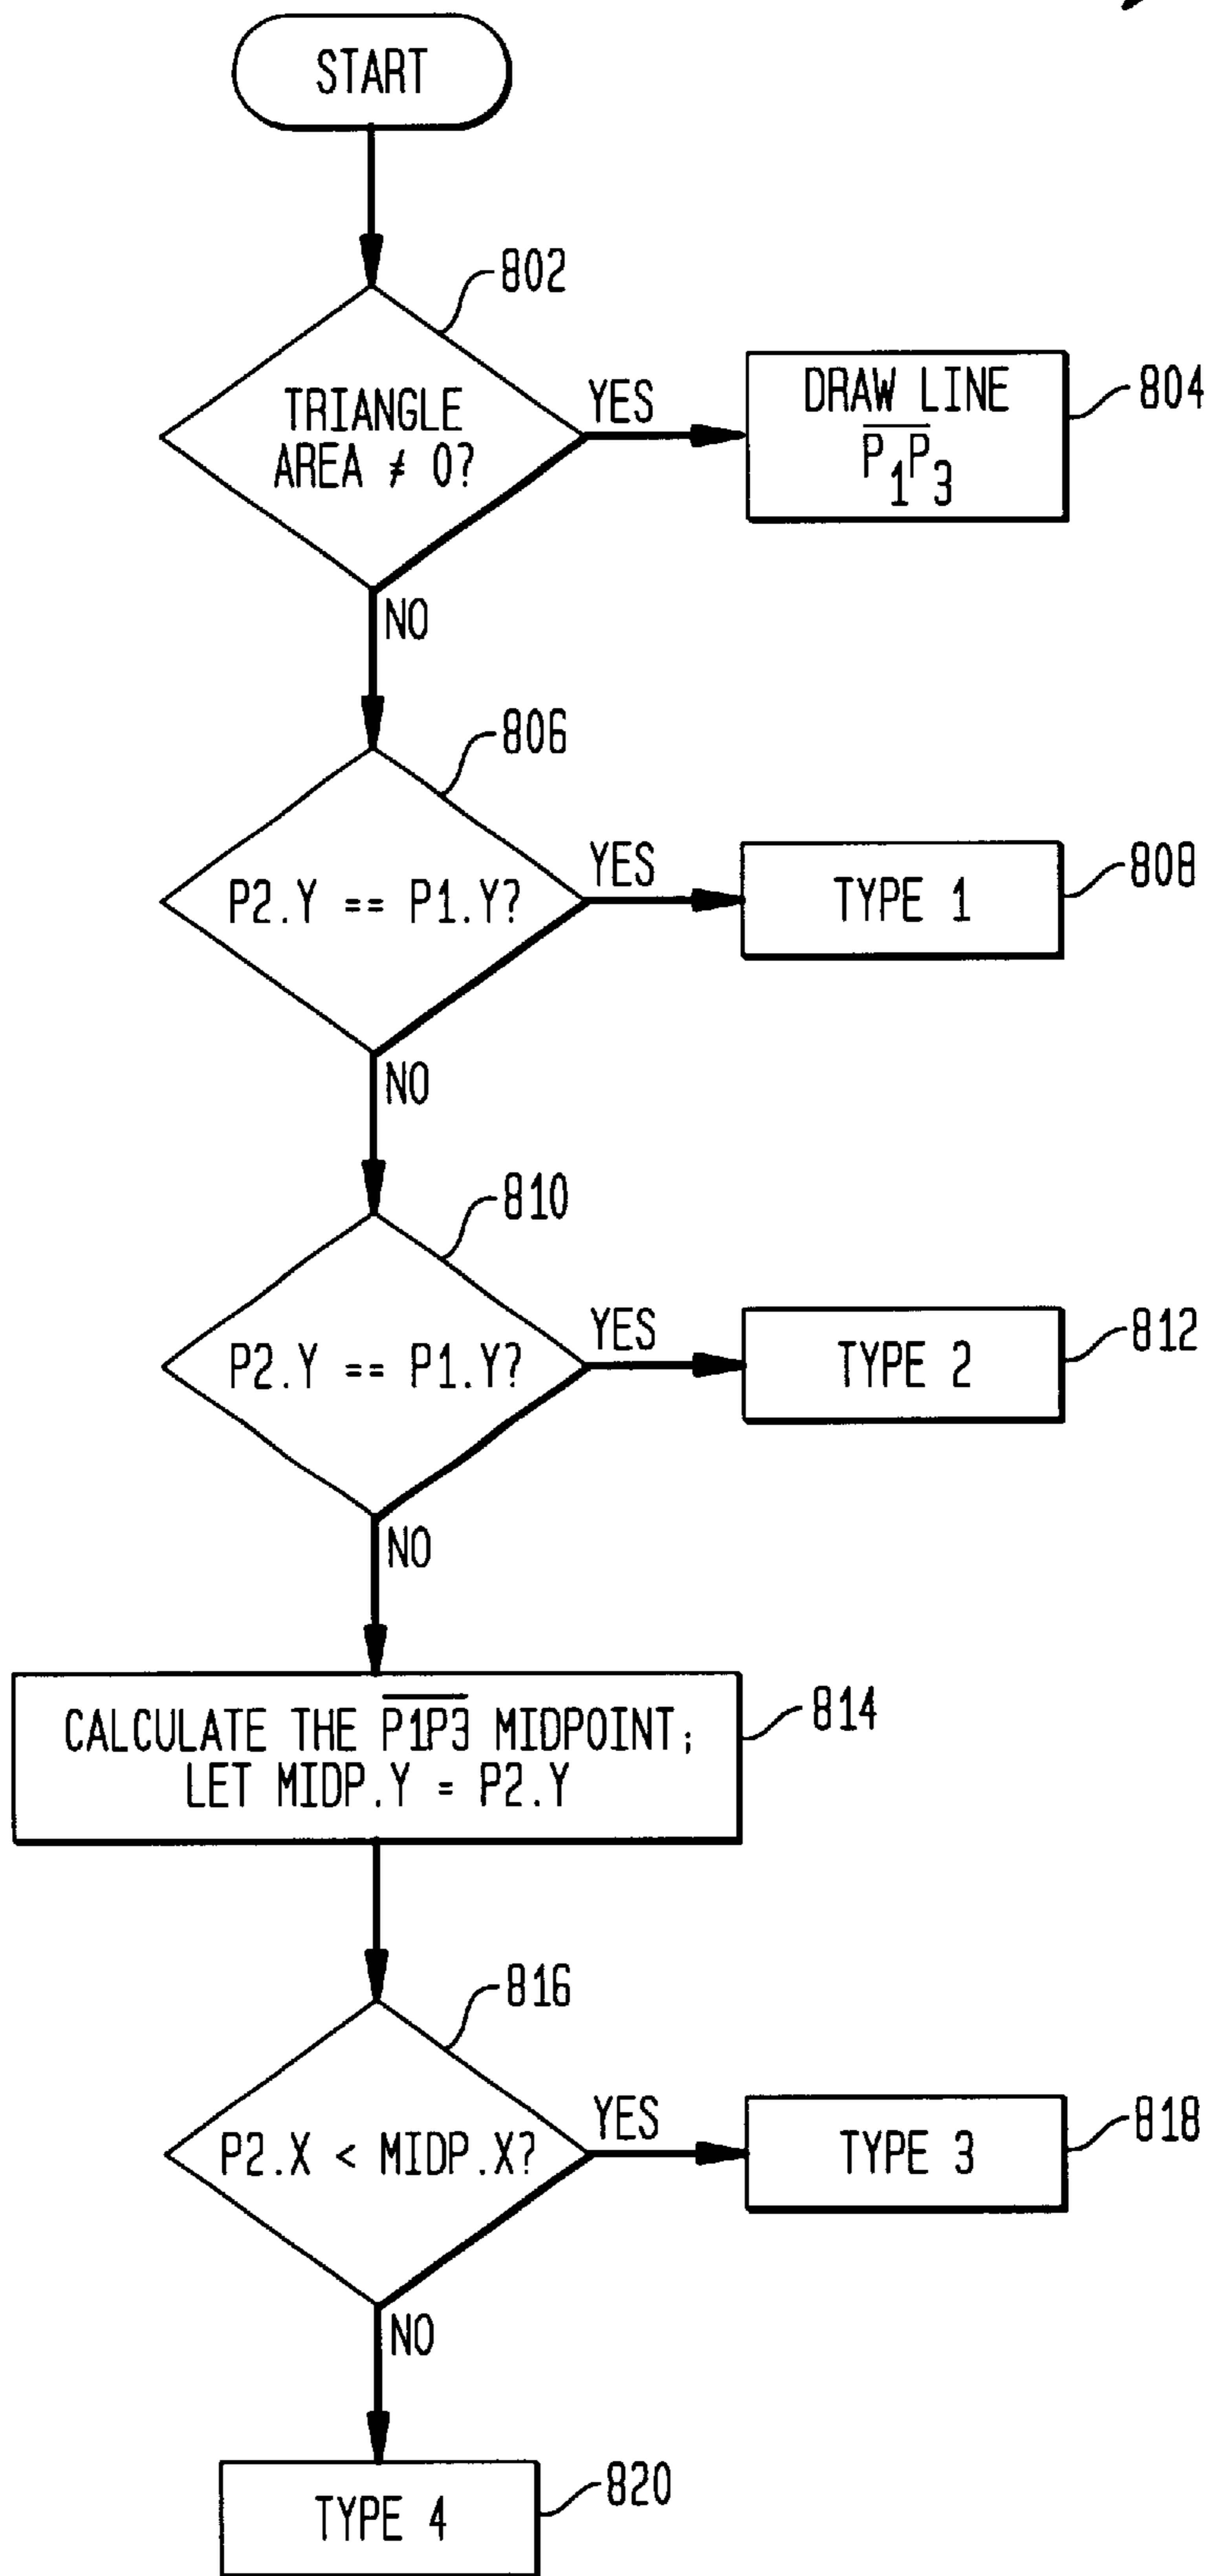 START
802
TRIANGLE
AREA ≠ 0?
YES
DRAW LINE
P1P3
804
NO
806
P2.Y == P1.Y?
YES
TYPE 1
808
NO
810
P2.Y == P1.Y?
YES
TYPE 2
812
NO
CALCULATE THE P1P3 MIDPOINT;
LET MIDP.Y = P2.Y
814
816
P2.X < MIDP.X?
YES
TYPE 3
818
NO
TYPE 4
820